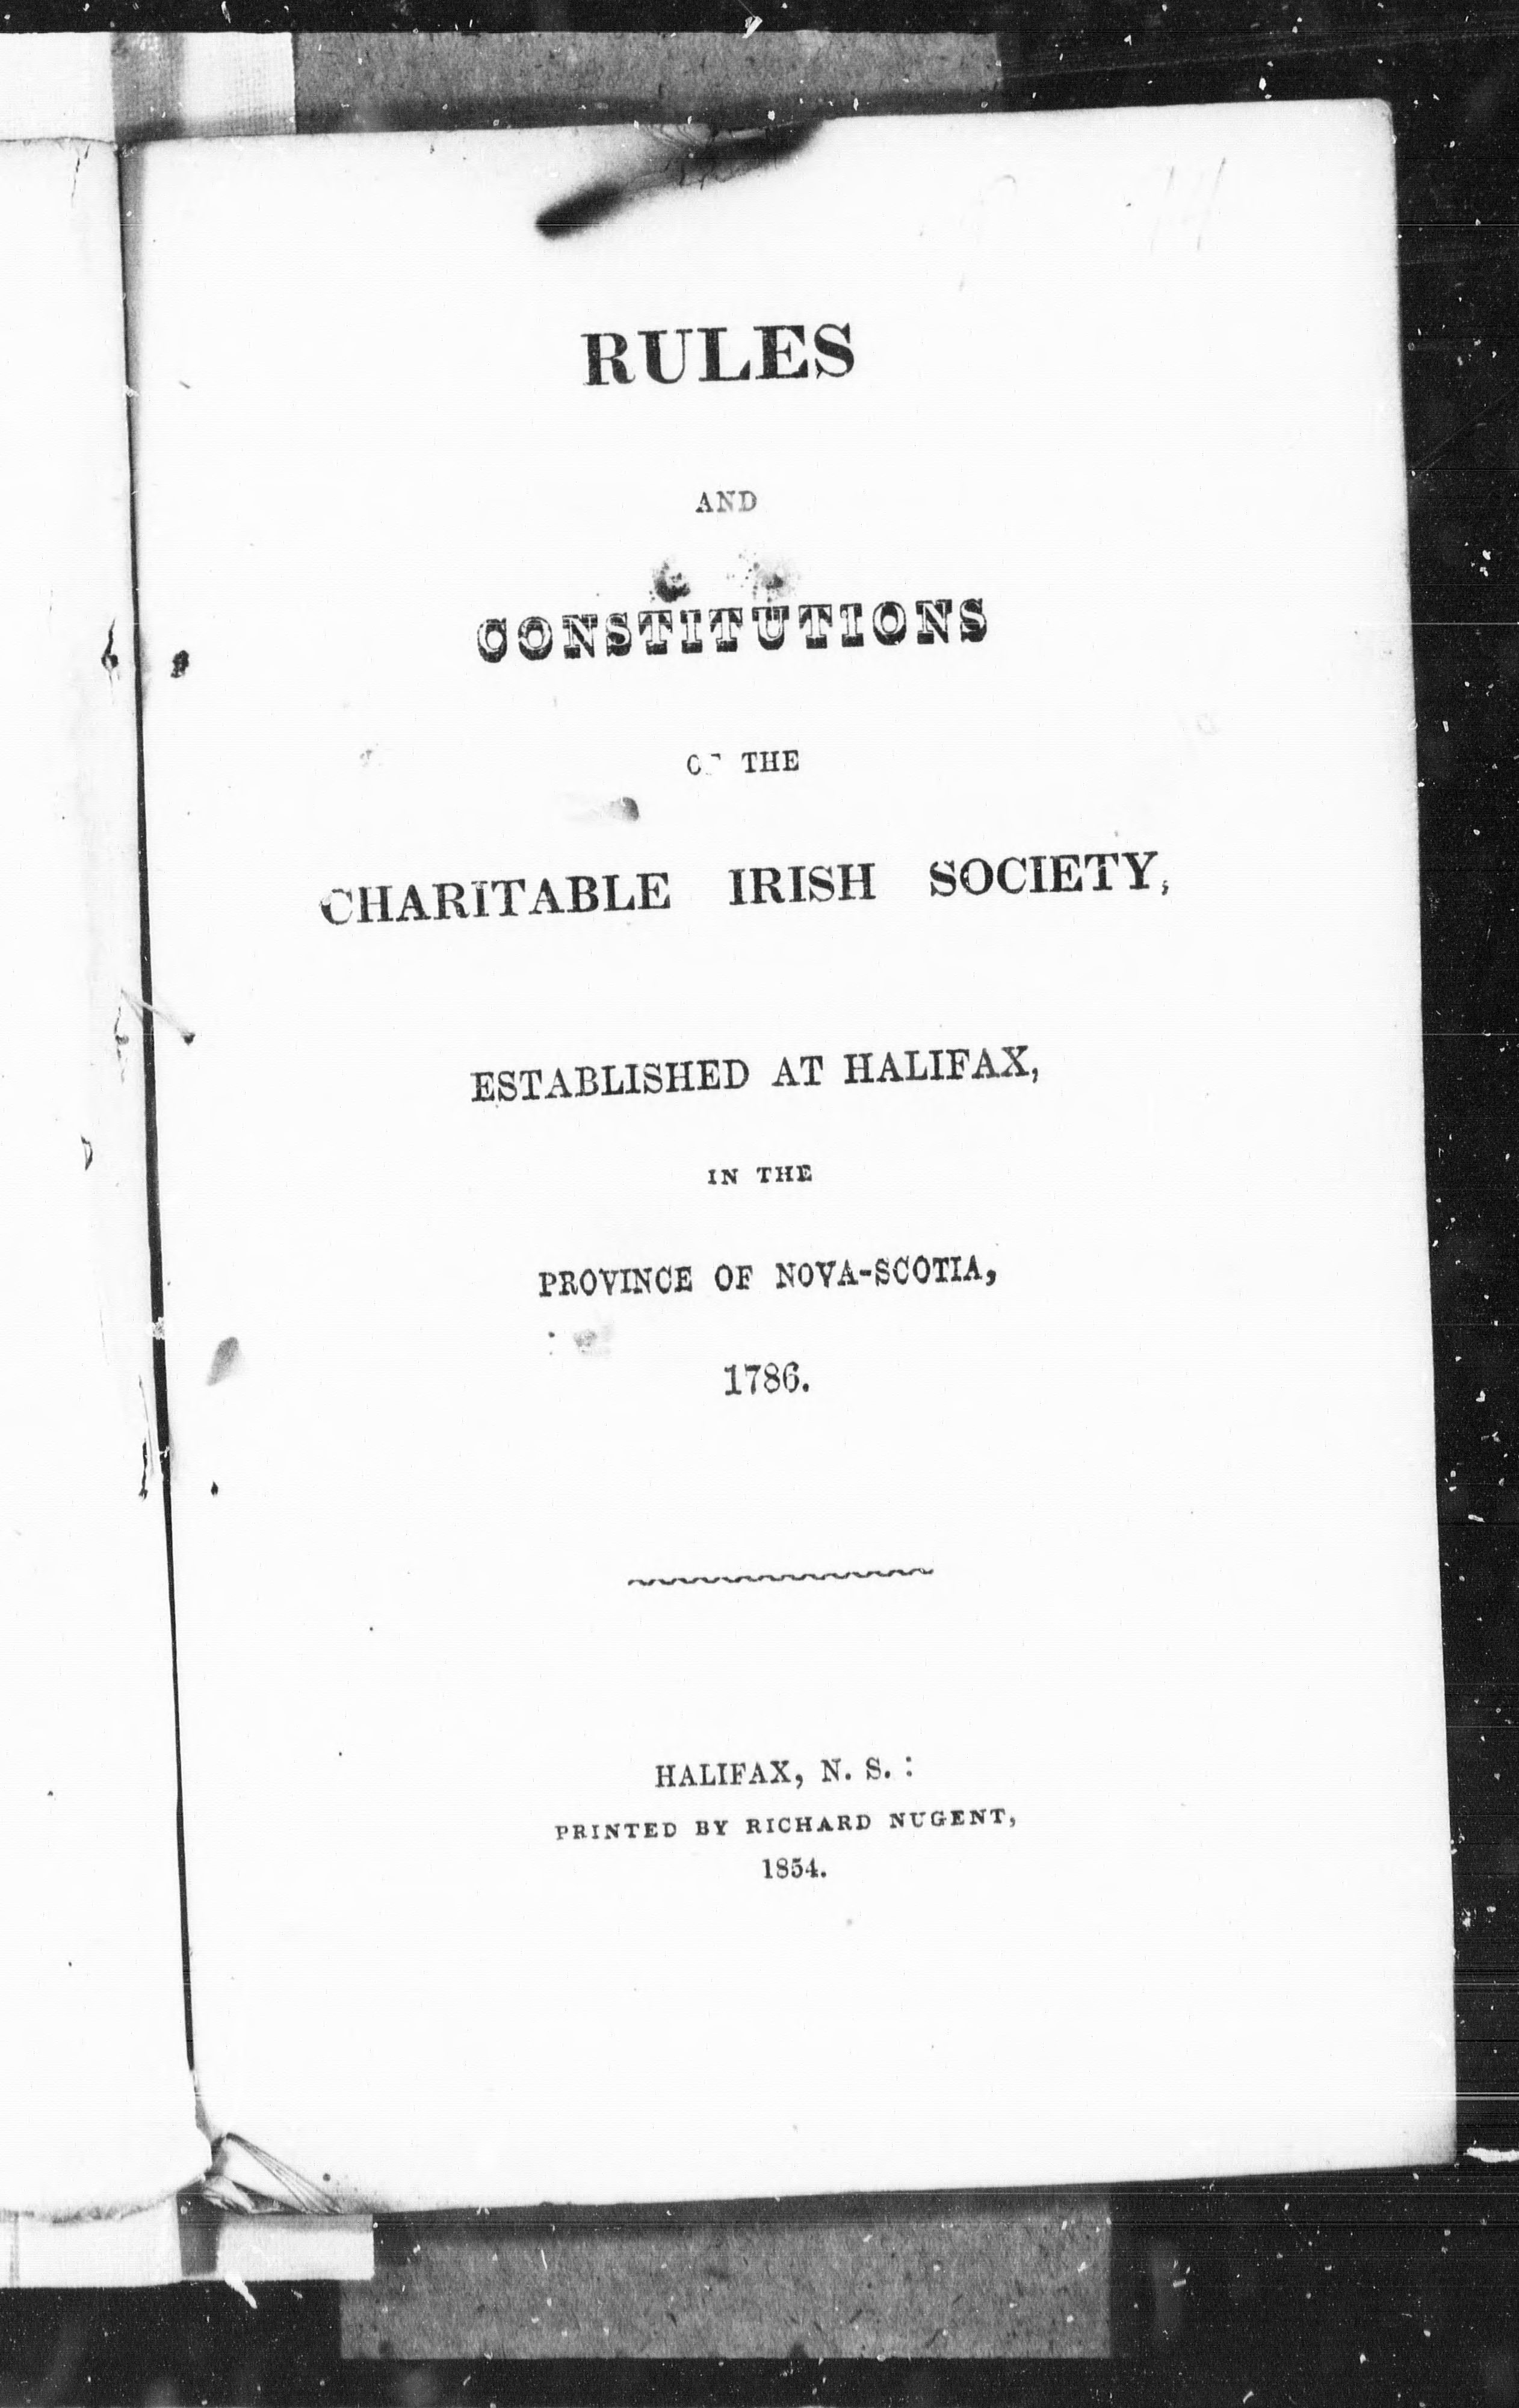 RULES
AND
CONSTITUTIONS
OF THE
CHARITABLE IRISH SOCIETY,
ESTABLISHED AT HALIFAX,
IN THE
PROVINCE OF NOVA-SCOTIA,
1786.
HALIFAX, N. S. :
PRINTED BY RICHARD NUGENT,
1854.